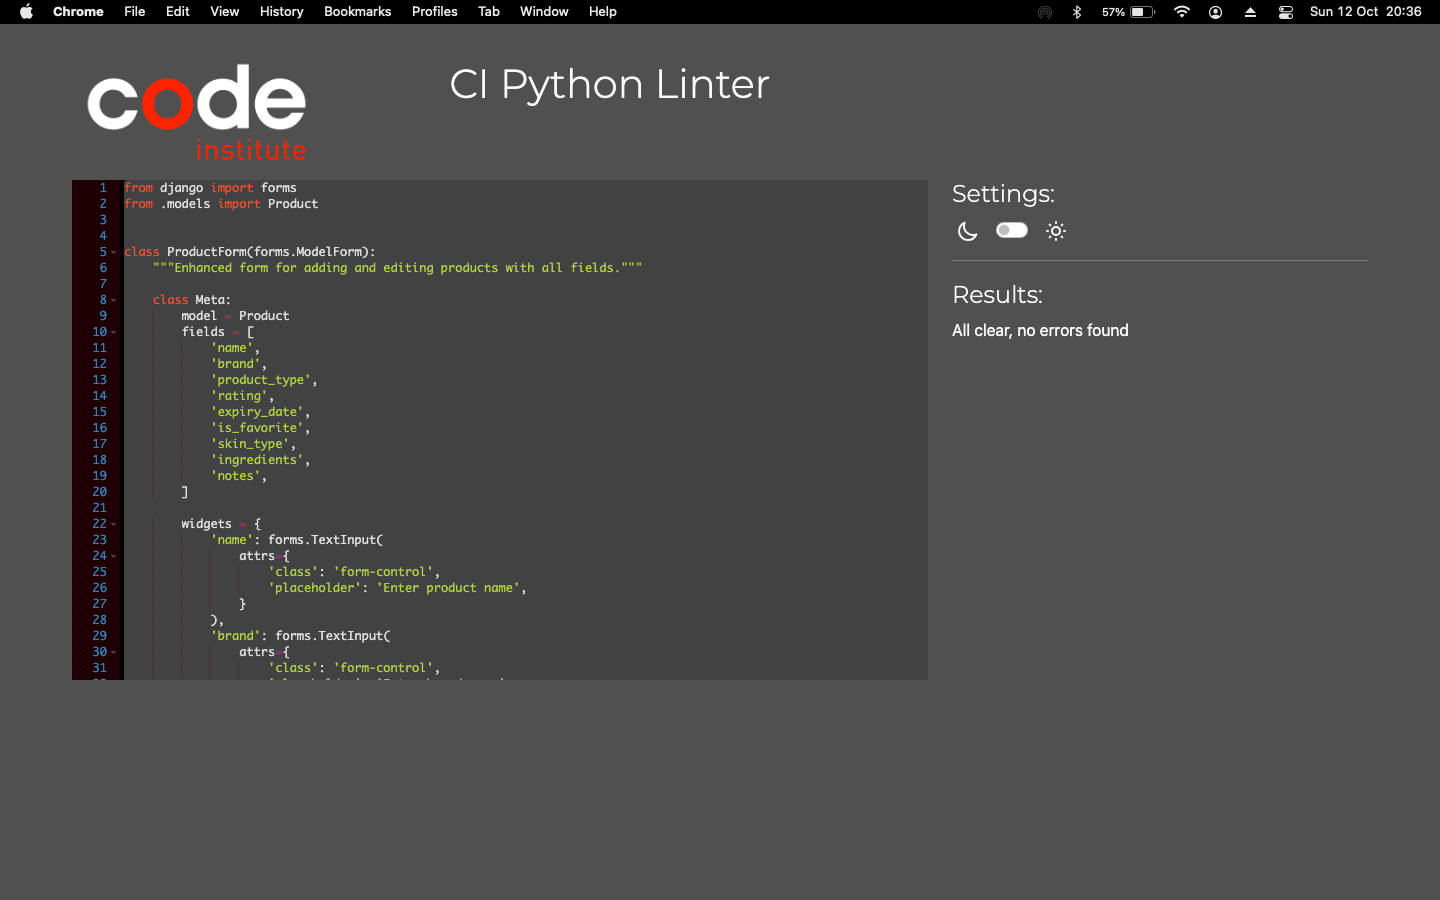 Chrome File Edit View History Bookmarks Profiles Tab Window Help 57% Sun 12 Oct 20:36
code
institute
CI Python Linter
1 from django import forms
2 from .models import Product
3
4
5 class ProductForm(forms.ModelForm):
6 """Enhanced form for adding and editing products with all fields."""
7
8 class Meta:
9 model = Product
10 fields = [
11 'name',
12 'brand',
13 'product_type',
14 'rating',
15 'expiry_date',
16 'is_favorite',
17 'skin_type',
18 'ingredients',
19 'notes',
20 ]
21
22 widgets = {
23 'name': forms.TextInput(
24 attrs={
25 'class': 'form-control',
26 'placeholder': 'Enter product name',
27 }
28 ),
29 'brand': forms.TextInput(
30 attrs={
31 'class': 'form-control',
Settings:
Results:
All clear, no errors found